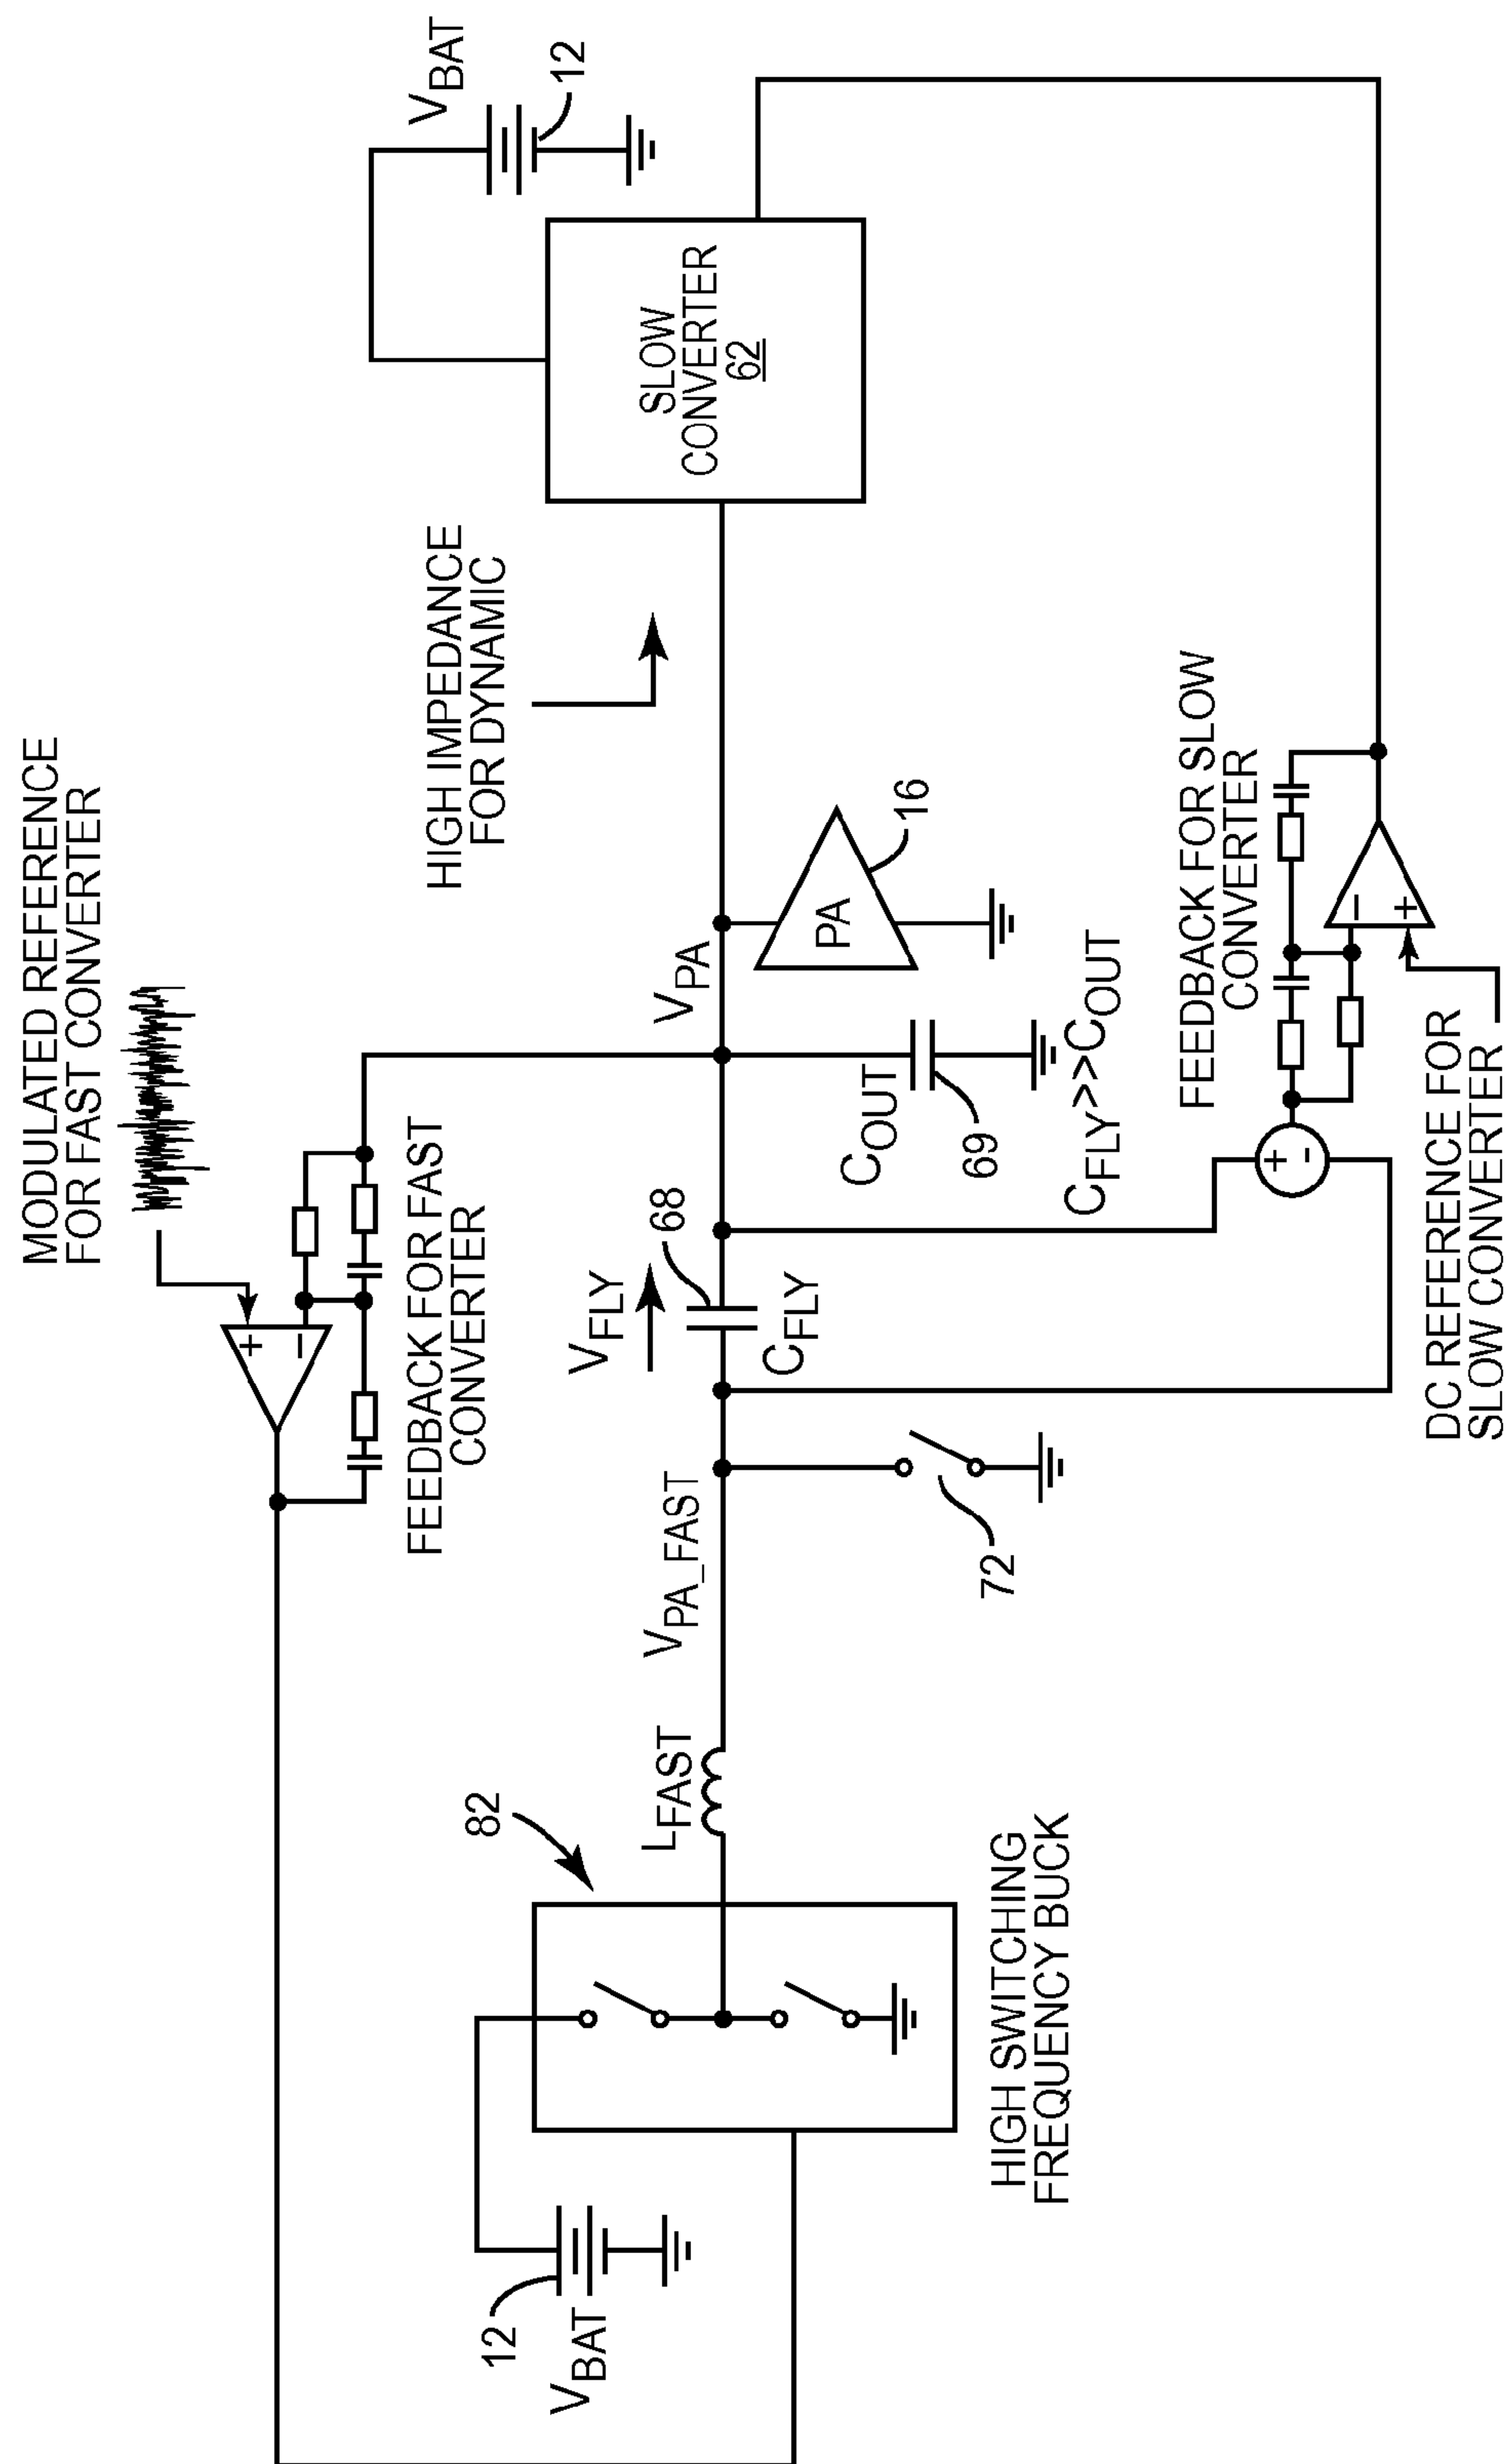 MODULATED REFERENCE
FOR FAST CONVERTER
+
−
FEEDBACK FOR FAST
CONVERTER
HIGH IMPEDANCE
FOR DYNAMIC
VBAT
12
SLOW
CONVERTER
62
12
VBAT
82
LFAST
VPA_FAST
VFLY
68
CFLY
VPA
PA
16
COUT
69
CFLY>>COUT
72
HIGH SWITCHING
FREQUENCY BUCK
FEEDBACK FOR SLOW
CONVERTER
+
-
−
+
DC REFERENCE FOR
SLOW CONVERTER